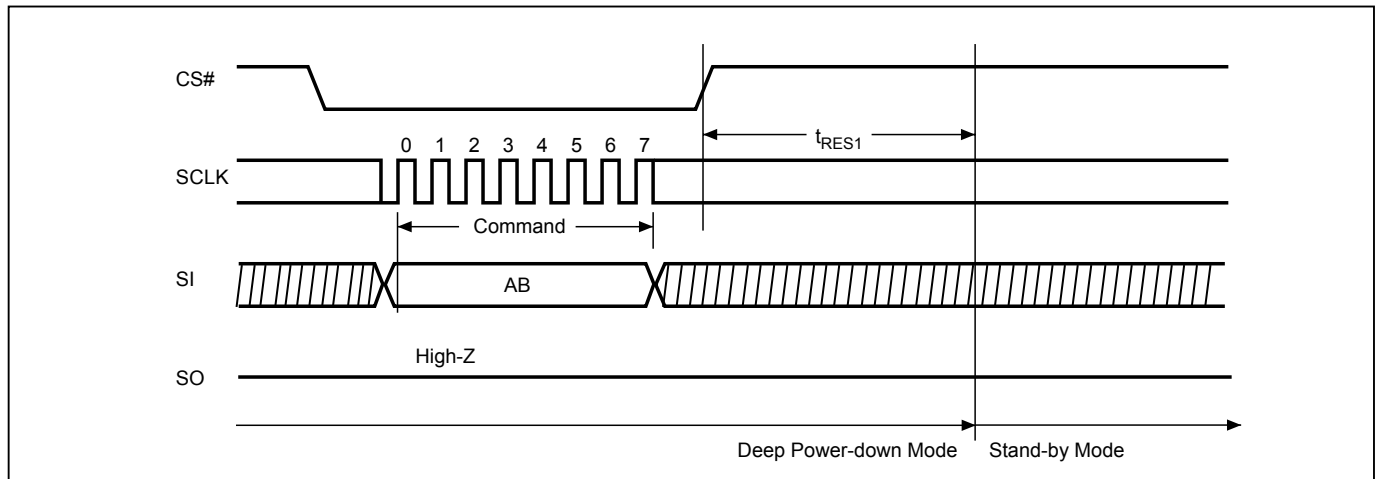 CS#
tRES1
0 1 2 3 4 5 6 7
SCLK
Command
SI
AB
High-Z
SO
Deep Power-down Mode Stand-by Mode